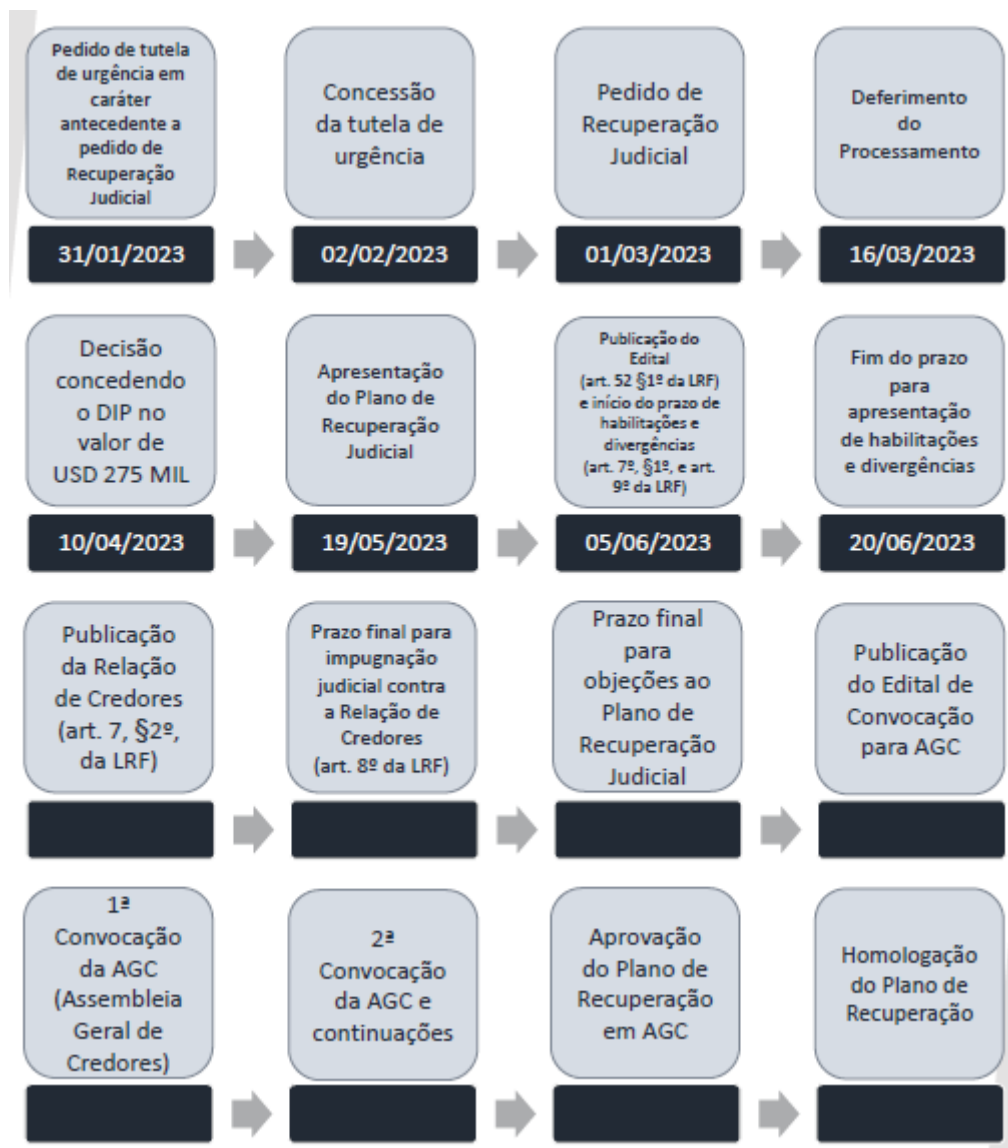 Pedido de tutela
de urgência em
caráter
antecedente a
pedido de
Recuperação
Judicial
31/01/2023
Concessão
da tutela de
urgência
02/02/2023
Pedido de
Recuperação
Judicial
01/03/2023
Deferimento
do
Processamento
16/03/2023
Decisão
concedendo
o DIP no
valor de
USD 275 MIL
10/04/2023
Apresentação
do Plano de
Recuperação
Judicial
19/05/2023
Publicação do
Edital
(art. 52 §1º da LRF)
e início do prazo de
habilitações e
divergências
(art. 7º, §1º, e art.
9º da LRF)
05/06/2023
Fim do prazo
para
apresentação
de habilitações
e divergências
20/06/2023
Publicação
da Relação
de Credores
(art. 7, §2º,
da LRF)
Prazo final para
impugnação
judicial contra
a Relação de
Credores
(art. 8º da LRF)
Prazo final
para
objeções ao
Plano de
Recuperação
Judicial
Publicação
do Edital de
Convocação
para AGC
1ª
Convocação
da AGC
(Assembleia
Geral de
Credores)
2ª
Convocação
da AGC e
continuações
Aprovação
do Plano de
Recuperação
em AGC
Homologação
do Plano de
Recuperação